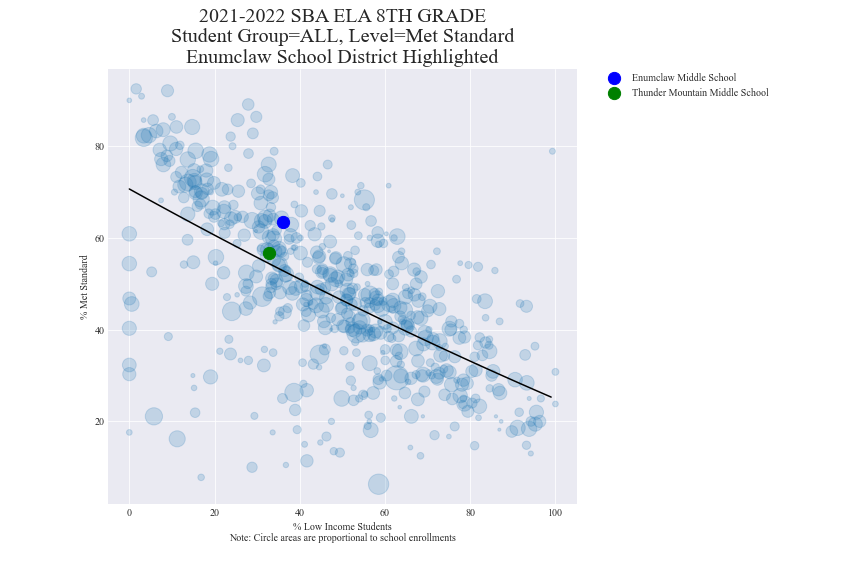 2021-2022 SBA ELA 8TH GRADE
Student Group=ALL, Level=Met Standard
Enumclaw School District Highlighted
Enumclaw Middle School
Thunder Mountain Middle School
80
60
40
20
% Met Standard
0 20 40 60 80 100
% Low Income Students
Note: Circle areas are proportional to school enrollments